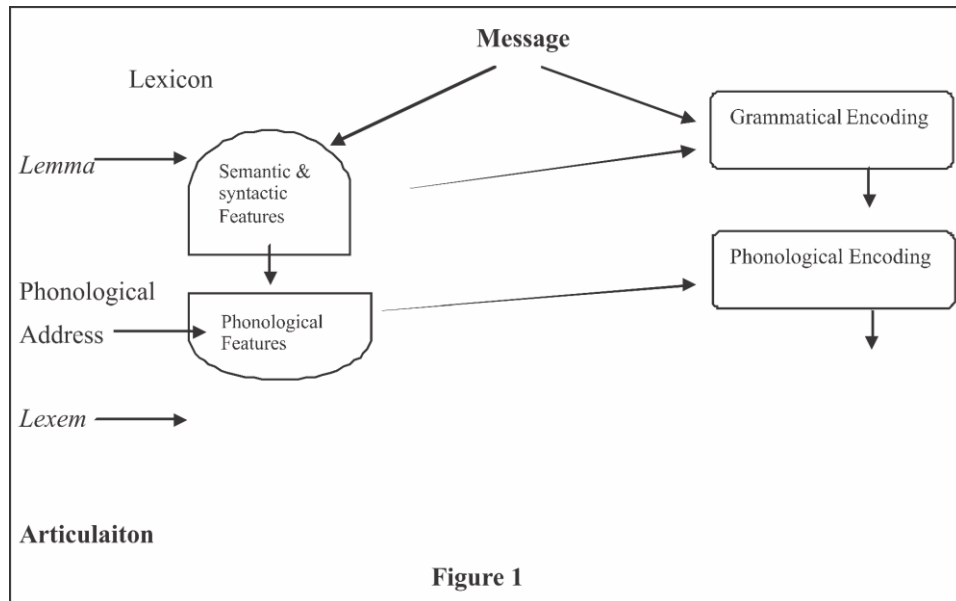 Message
Lexicon
Grammatical Encoding
Lemma
Semantic &
syntactic
Features
Phonological Encoding
Phonological
Address
Phonological
Features
Lexem
Articulaiton
Figure 1